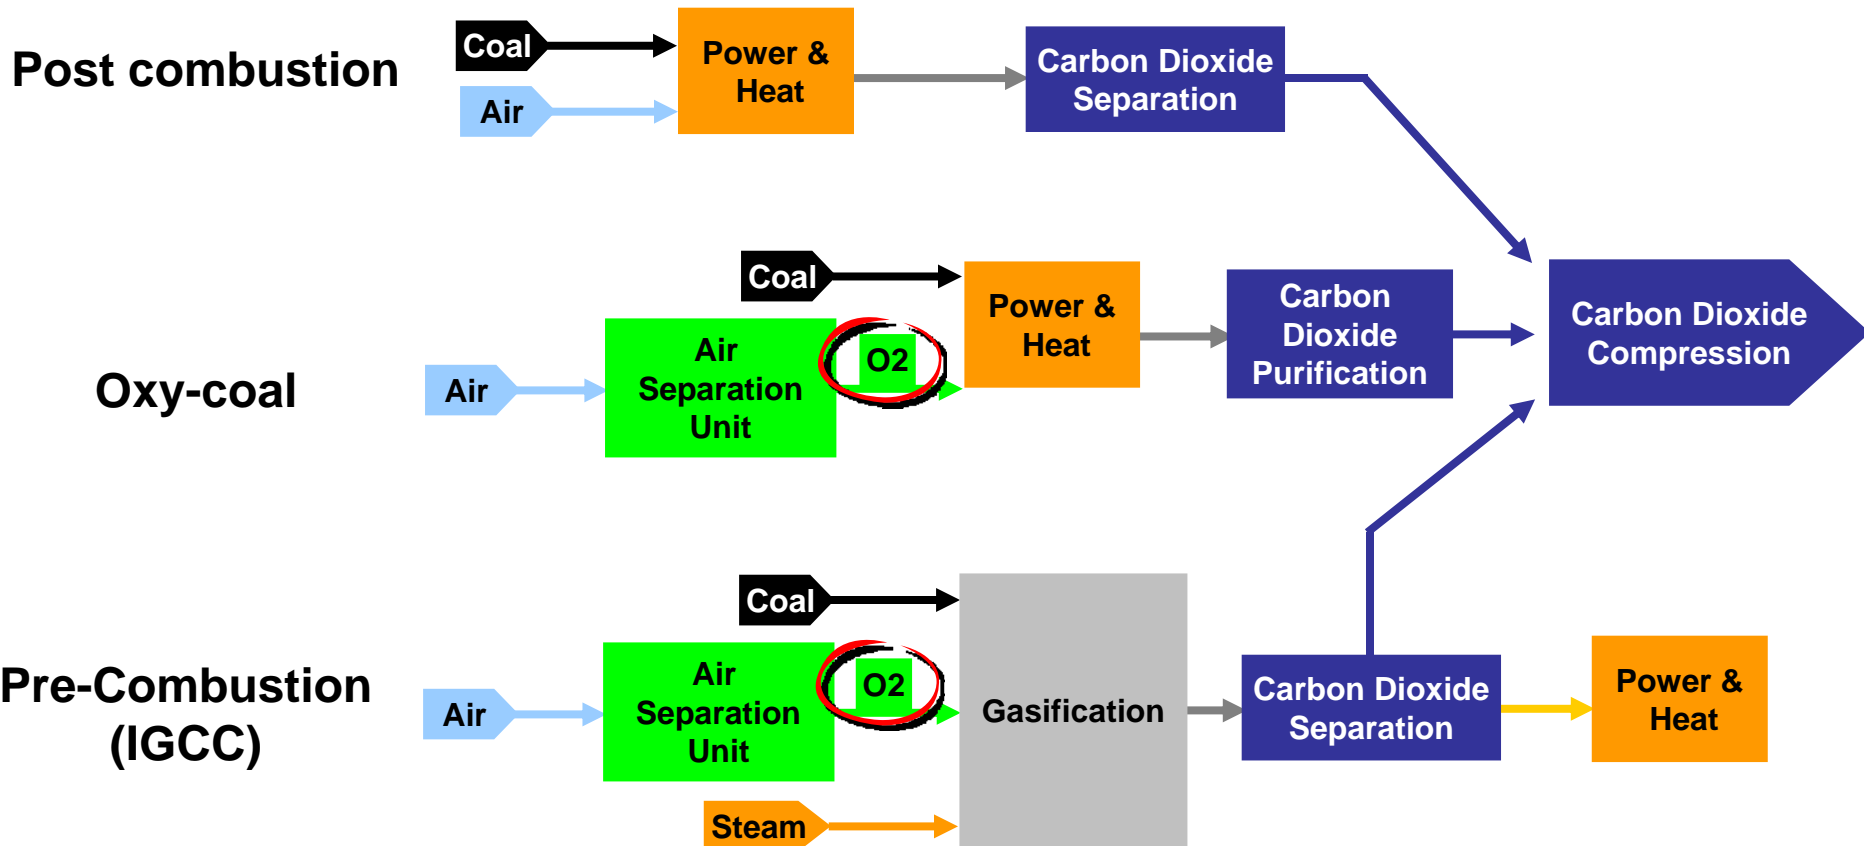 Post combustion
Coal
Air
Power &
Heat
Carbon Dioxide
Separation
Oxy-coal
Air
Air
Separation
Unit
O2
Coal
Power &
Heat
Carbon
Dioxide
Purification
Carbon Dioxide
Compression
Pre-Combustion
(IGCC)
Air
Air
Separation
Unit
O2
Coal
Steam
Gasification
Carbon Dioxide
Separation
Power &
Heat